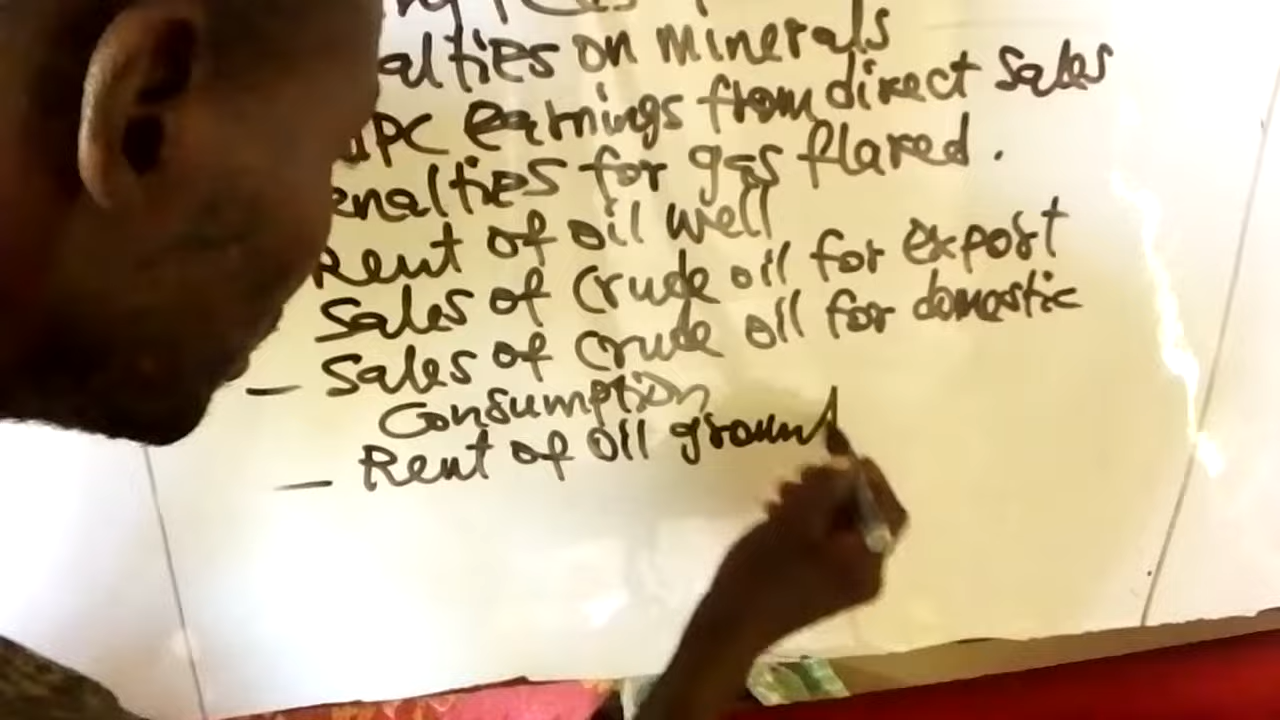 alties on minerals
PC earnings from direct sales
enalties for gas flared.
Rent of oil well
Sales of crude oil for export
- Sales of crude oil for domestic
Consumption
- Rent of oil ground